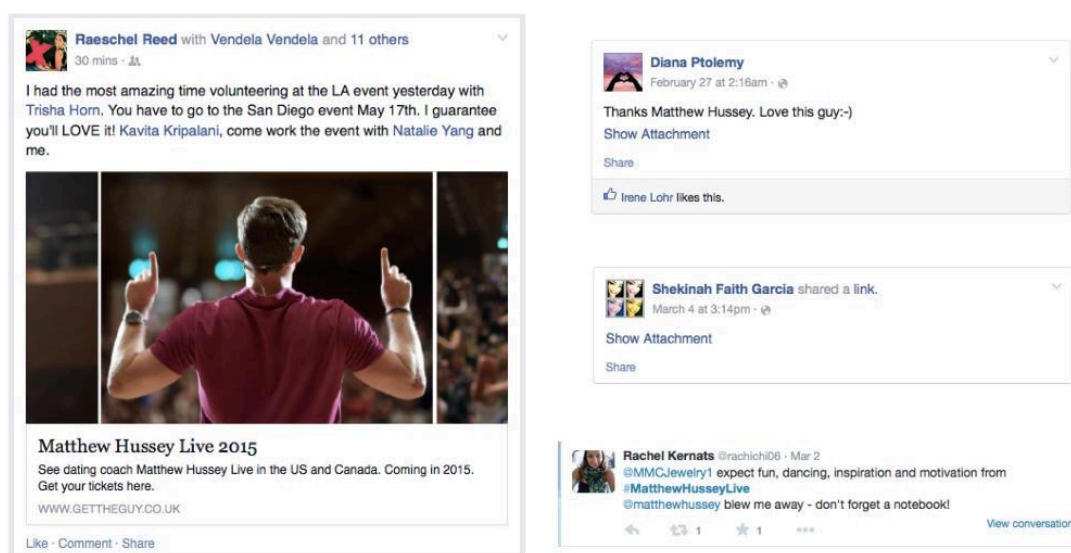 Raeschel Reed with Vendela Vendela and 11 others
30 mins ·
I had the most amazing time volunteering at the LA event yesterday with
Trisha Horn. You have to go to the San Diego event May 17th. I guarantee
you'll LOVE it! Kavita Kripalani, come work the event with Natalie Yang and
me.
Matthew Hussey Live 2015
See dating coach Matthew Hussey Live in the US and Canada. Coming in 2015.
Get your tickets here.
WWW.GETTHEGUY.CO.UK
Like · Comment · Share
Diana Ptolemy
February 27 at 2:16am ·
Thanks Matthew Hussey. Love this guy:-)
Show Attachment
Share
Irene Lohr likes this.
Shekinah Faith Garcia shared a link.
March 4 at 3:14pm ·
Show Attachment
Share
Rachel Kernats @rachichi06 · Mar 2
@MMCJewelry1 expect fun, dancing, inspiration and motivation from
#MatthewHusseyLive
@matthewhussey blew me away - don't forget a notebook!
1 1
View conversation